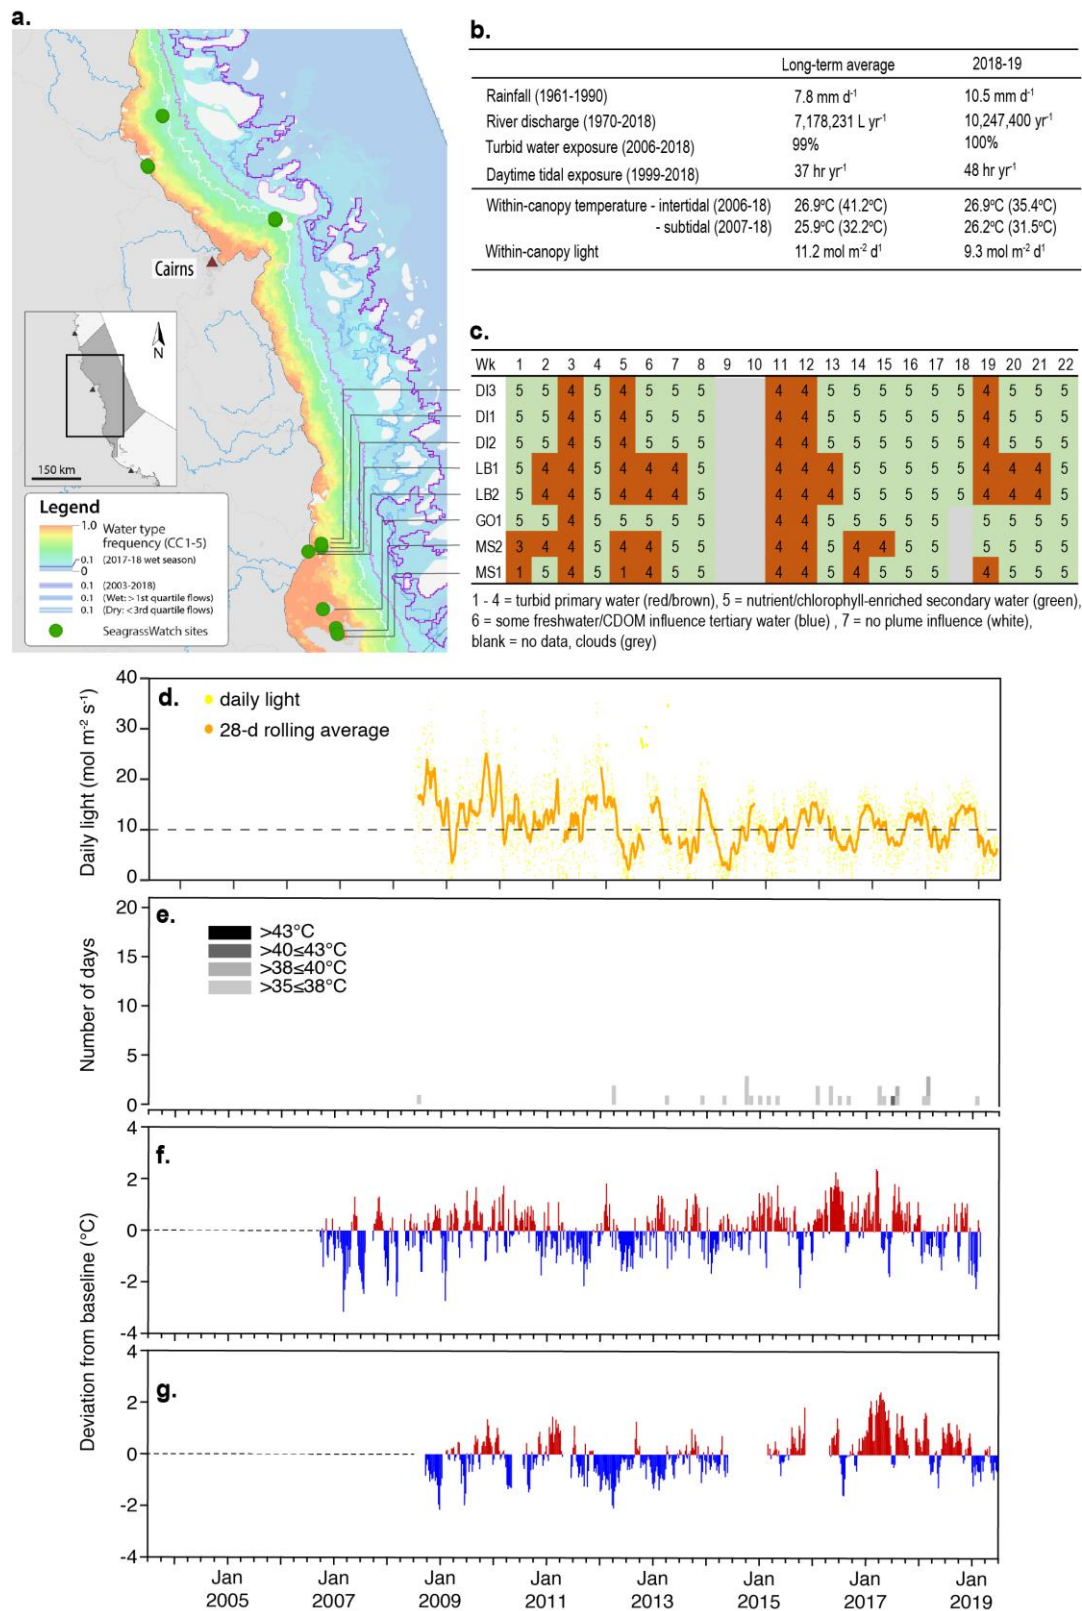 a.
Cairns
N
150 km
Legend
1.0 Water type
frequency (CC1-5)
0.1 (2017-18 wet season)
0
0.1 (2003-2018)
0.1 (Wet: > 1st quartile flows)
0.1 (Dry: < 3rd quartile flows)
SeagrassWatch sites
b.
Long-term average 2018-19
Rainfall (1961-1990) 7.8 mm d⁻¹ 10.5 mm d⁻¹
River discharge (1970-2018) 7,178,231 L yr⁻¹ 10,247,400 yr⁻¹
Turbid water exposure (2006-2018) 99% 100%
Daytime tidal exposure (1999-2018) 37 hr yr⁻¹ 48 hr yr⁻¹
Within-canopy temperature - intertidal (2006-18) 26.9ºC (41.2ºC) 26.9ºC (35.4ºC)
- subtidal (2007-18) 25.9ºC (32.2ºC) 26.2ºC (31.5ºC)
Within-canopy light 11.2 mol m⁻² d¹ 9.3 mol m⁻² d¹
c.
Wk 1 2 3 4 5 6 7 8 9 10 11 12 13 14 15 16 17 18 19 20 21 22
DI3 5 5 4 5 4 5 5 5 4 4 5 5 5 5 5 5 4 5 5 5
DI1 5 5 4 5 4 5 5 5 4 4 5 5 5 5 5 5 4 5 5 5
DI2 5 5 4 5 4 5 5 5 4 4 5 5 5 5 5 5 4 5 5 5
LB1 5 4 4 5 4 4 4 5 4 4 4 5 5 5 5 5 4 4 4 5
LB2 5 4 4 5 4 4 4 5 4 4 4 5 5 5 5 5 4 4 4 5
GO1 5 5 4 5 5 5 5 5 4 4 5 5 5 5 5 5 5 5 5
MS2 3 4 4 5 4 4 5 5 4 4 5 4 4 5 5 5 5 5 5
MS1 1 5 4 5 1 4 5 5 4 4 5 4 5 5 5 4 5 5 5
1 - 4 = turbid primary water (red/brown), 5 = nutrient/chlorophyll-enriched secondary water (green),
6 = some freshwater/CDOM influence tertiary water (blue) , 7 = no plume influence (white),
blank = no data, clouds (grey)
d.
daily light
28-d rolling average
Daily light (mol m⁻² s⁻¹)
40
30
20
10
0
e.
>43°C
>40≤43°C
>38≤40°C
>35≤38°C
Number of days
20
15
10
5
0
f.
4
2
0
-2
-4
Deviation from baseline (°C)
g.
4
2
0
-2
-4
Jan Jan Jan Jan Jan Jan Jan Jan
2005 2007 2009 2011 2013 2015 2017 2019